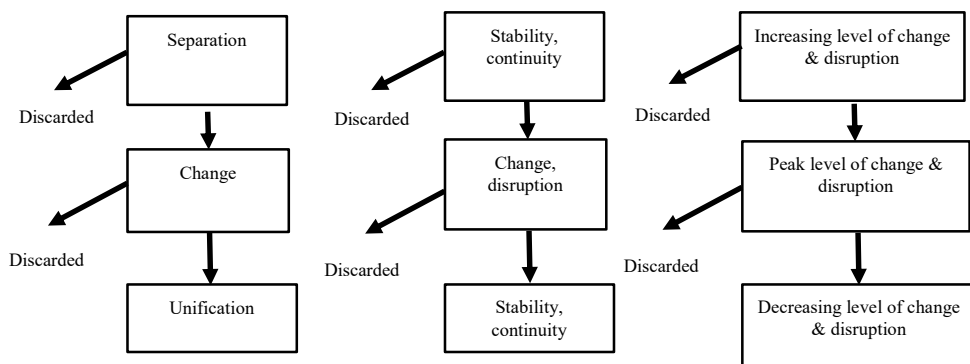 Separation
Discarded
Change
Discarded
Unification
Stability,
continuity
Discarded
Change,
disruption
Discarded
Stability,
continuity
Increasing level of change
& disruption
Discarded
Peak level of change &
disruption
Discarded
Decreasing level of change
& disruption